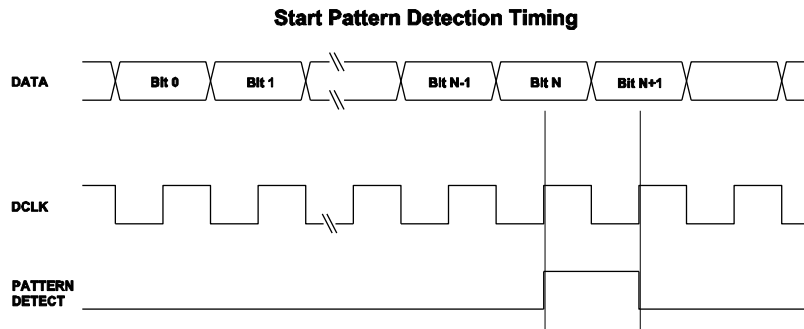 Start Pattern Detection Timing
DATA
Bit 0
Bit 1
Bit N-1
Bit N
Bit N+1
DCLK
PATTERN
DETECT